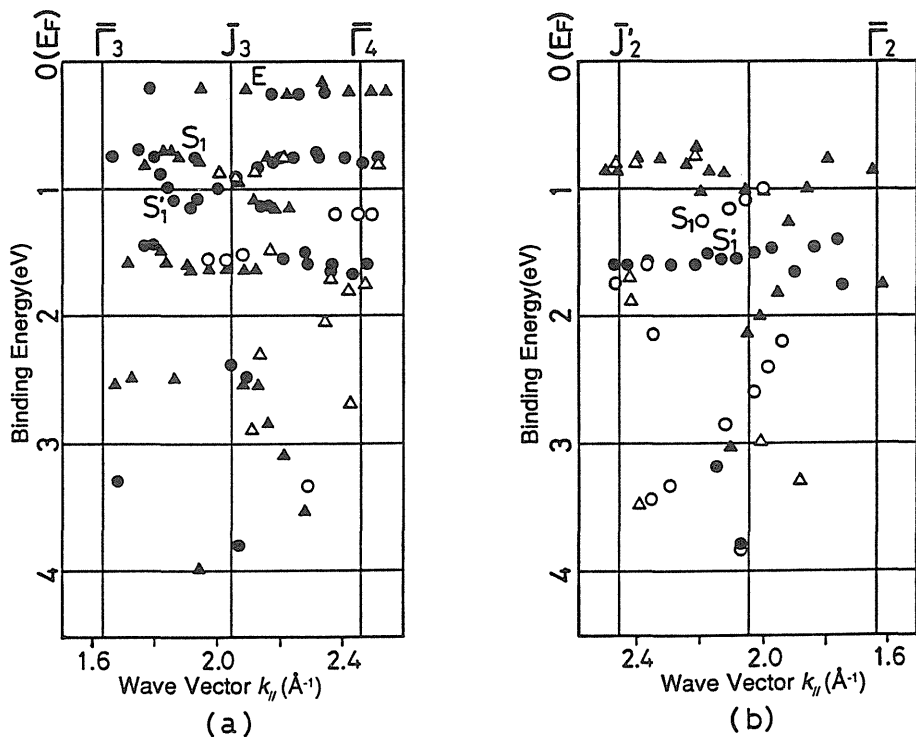 Γ̿₃ J̄₃ Γ̿₄
0 (EF)
E
S₁
1
S₁'
2
3
4
Binding Energy(eV)
1.6 2.0 2.4
Wave Vector k∥ (Å⁻¹)
(a)
J̄'₂ Γ̿₂
0 (EF)
1
S₁
S₁'
2
3
4
Binding Energy(eV)
2.4 2.0 1.6
Wave Vector k∥ (Å⁻¹)
(b)